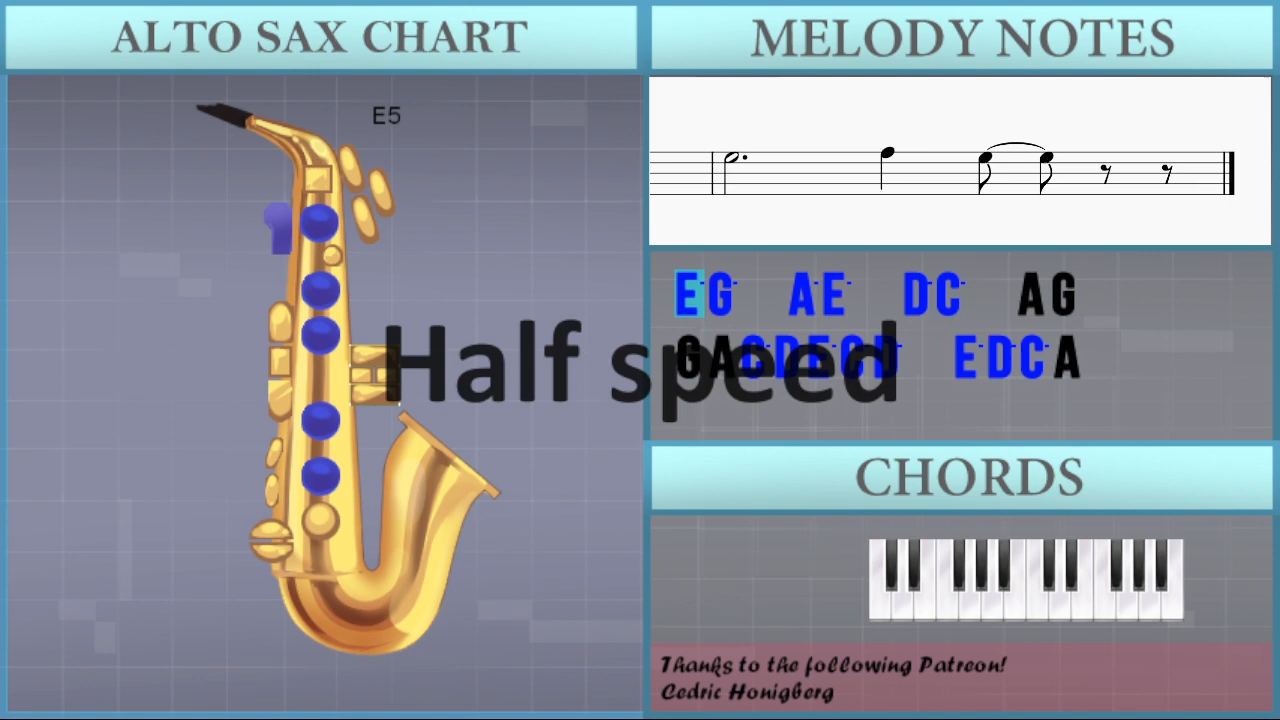 ALTO SAX CHART
E5
MELODY NOTES
EG AE DC AG
GACDECD EDCA
Half speed
CHORDS
Thanks to the following Patreon!
Cedric Honigberg